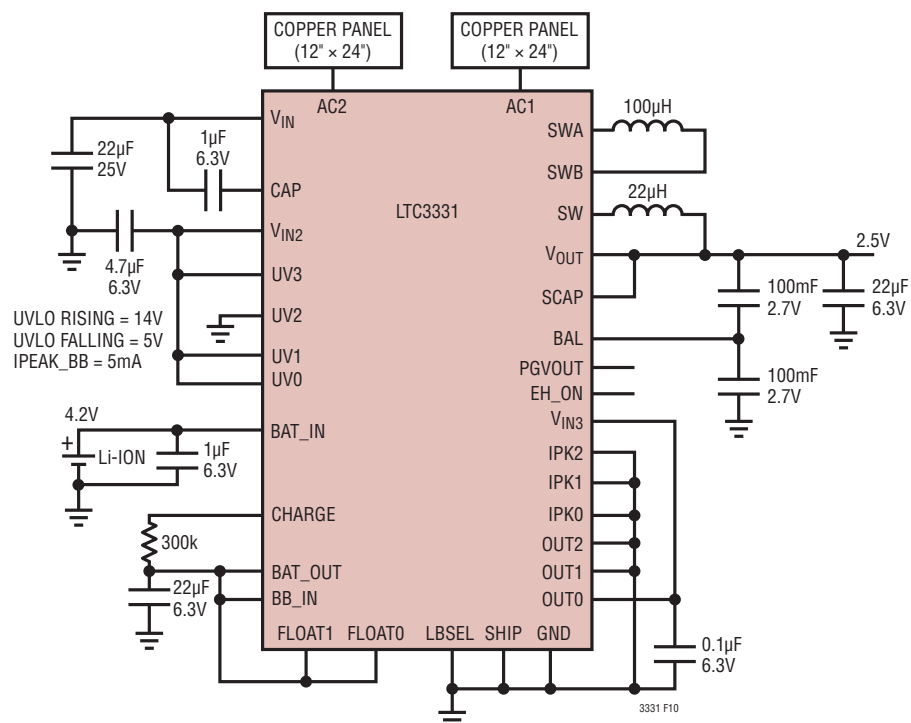 COPPER PANEL
(12" × 24")
COPPER PANEL
(12" × 24")
AC2
AC1
VIN
1µF
6.3V
22µF
25V
CAP
VIN2
4.7µF
6.3V
UV3
UVLO RISING = 14V
UVLO FALLING = 5V
IPEAK_BB = 5mA
UV2
UV1
UV0
4.2V
BAT_IN
+
Li-ION
1µF
6.3V
CHARGE
300k
BAT_OUT
22µF
6.3V
BB_IN
FLOAT1
FLOAT0
LBSEL
SHIP
GND
LTC3331
SWA
100µH
SWB
22µH
SW
VOUT
2.5V
SCAP
100mF
2.7V
22µF
6.3V
BAL
PGVOUT
100mF
2.7V
EH_ON
VIN3
IPK2
IPK1
IPK0
OUT2
OUT1
OUT0
0.1µF
6.3V
3331 F10